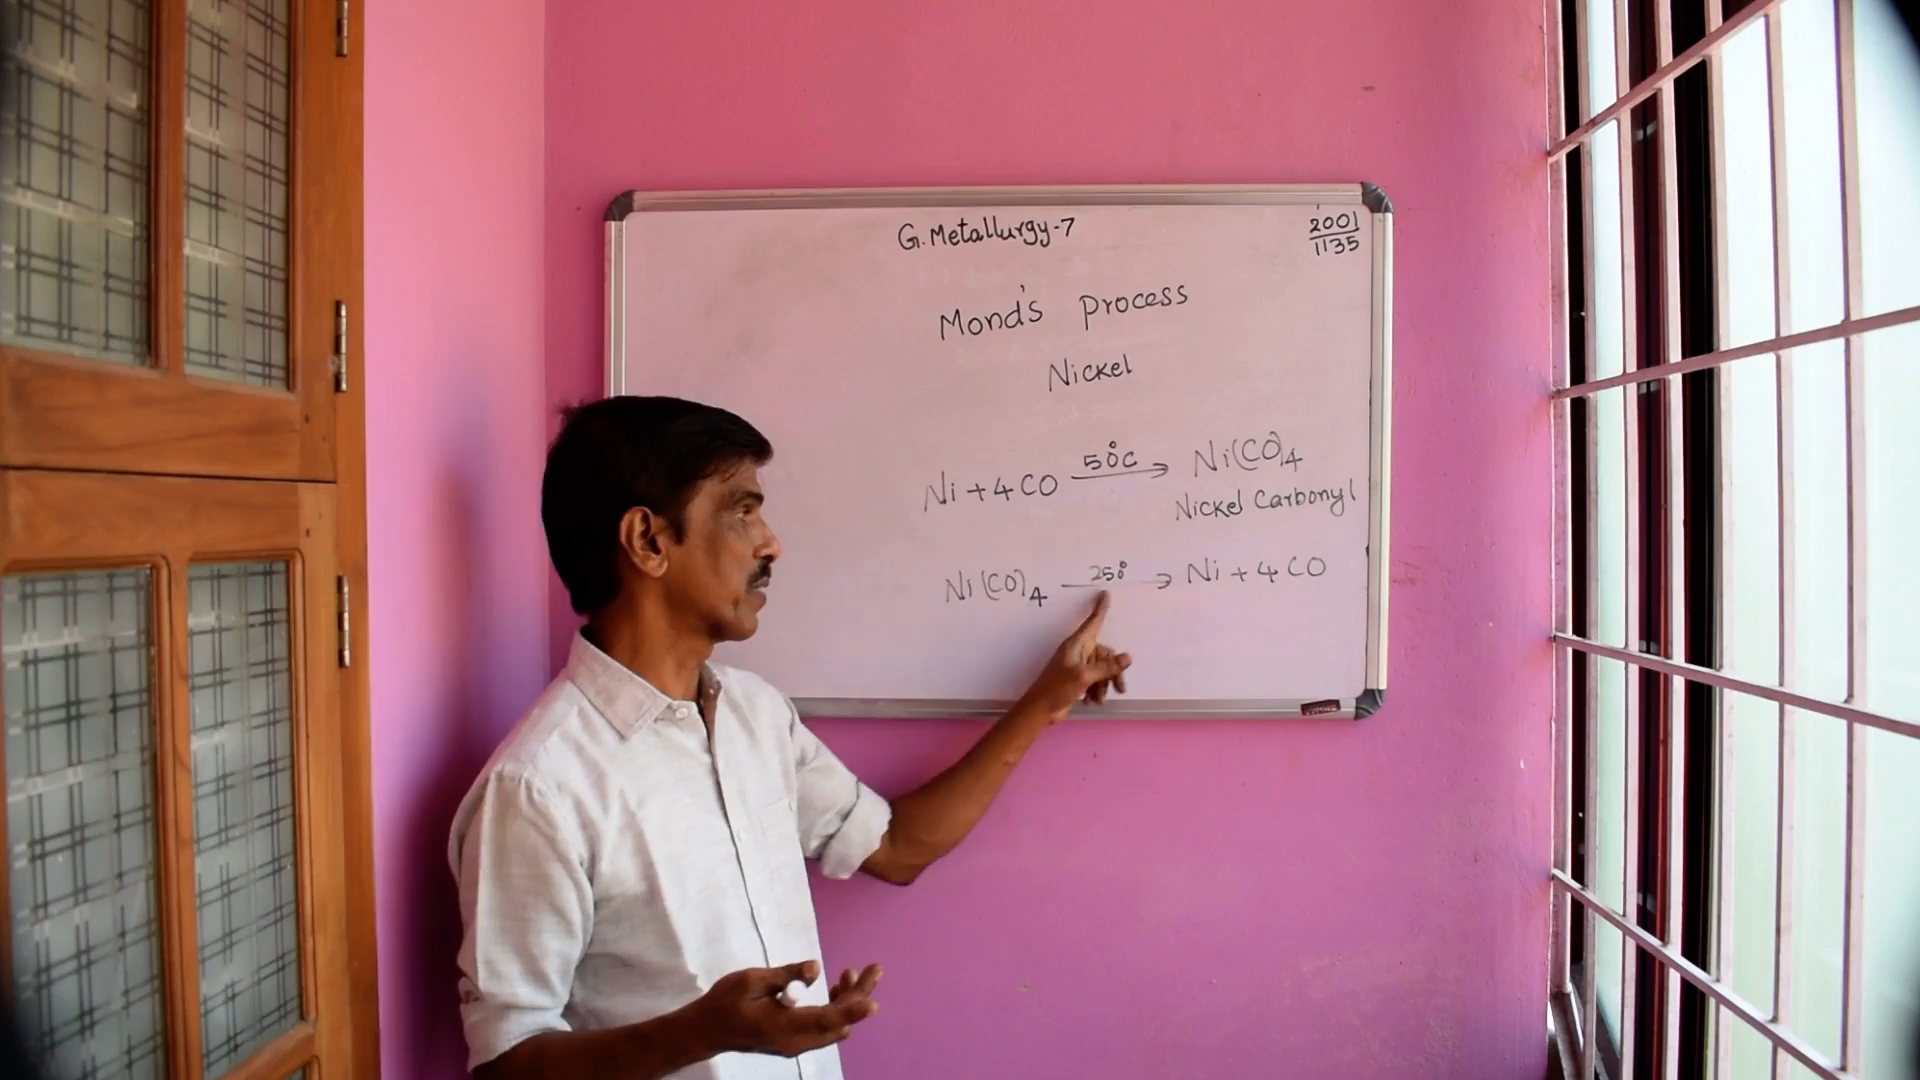 G. Metallurgy-7
2001
1135
Mond's Process
Nickel
Ni + 4 CO 50°C → Ni(CO)4
Nickel Carbonyl
Ni(CO)4 250° → Ni + 4 CO